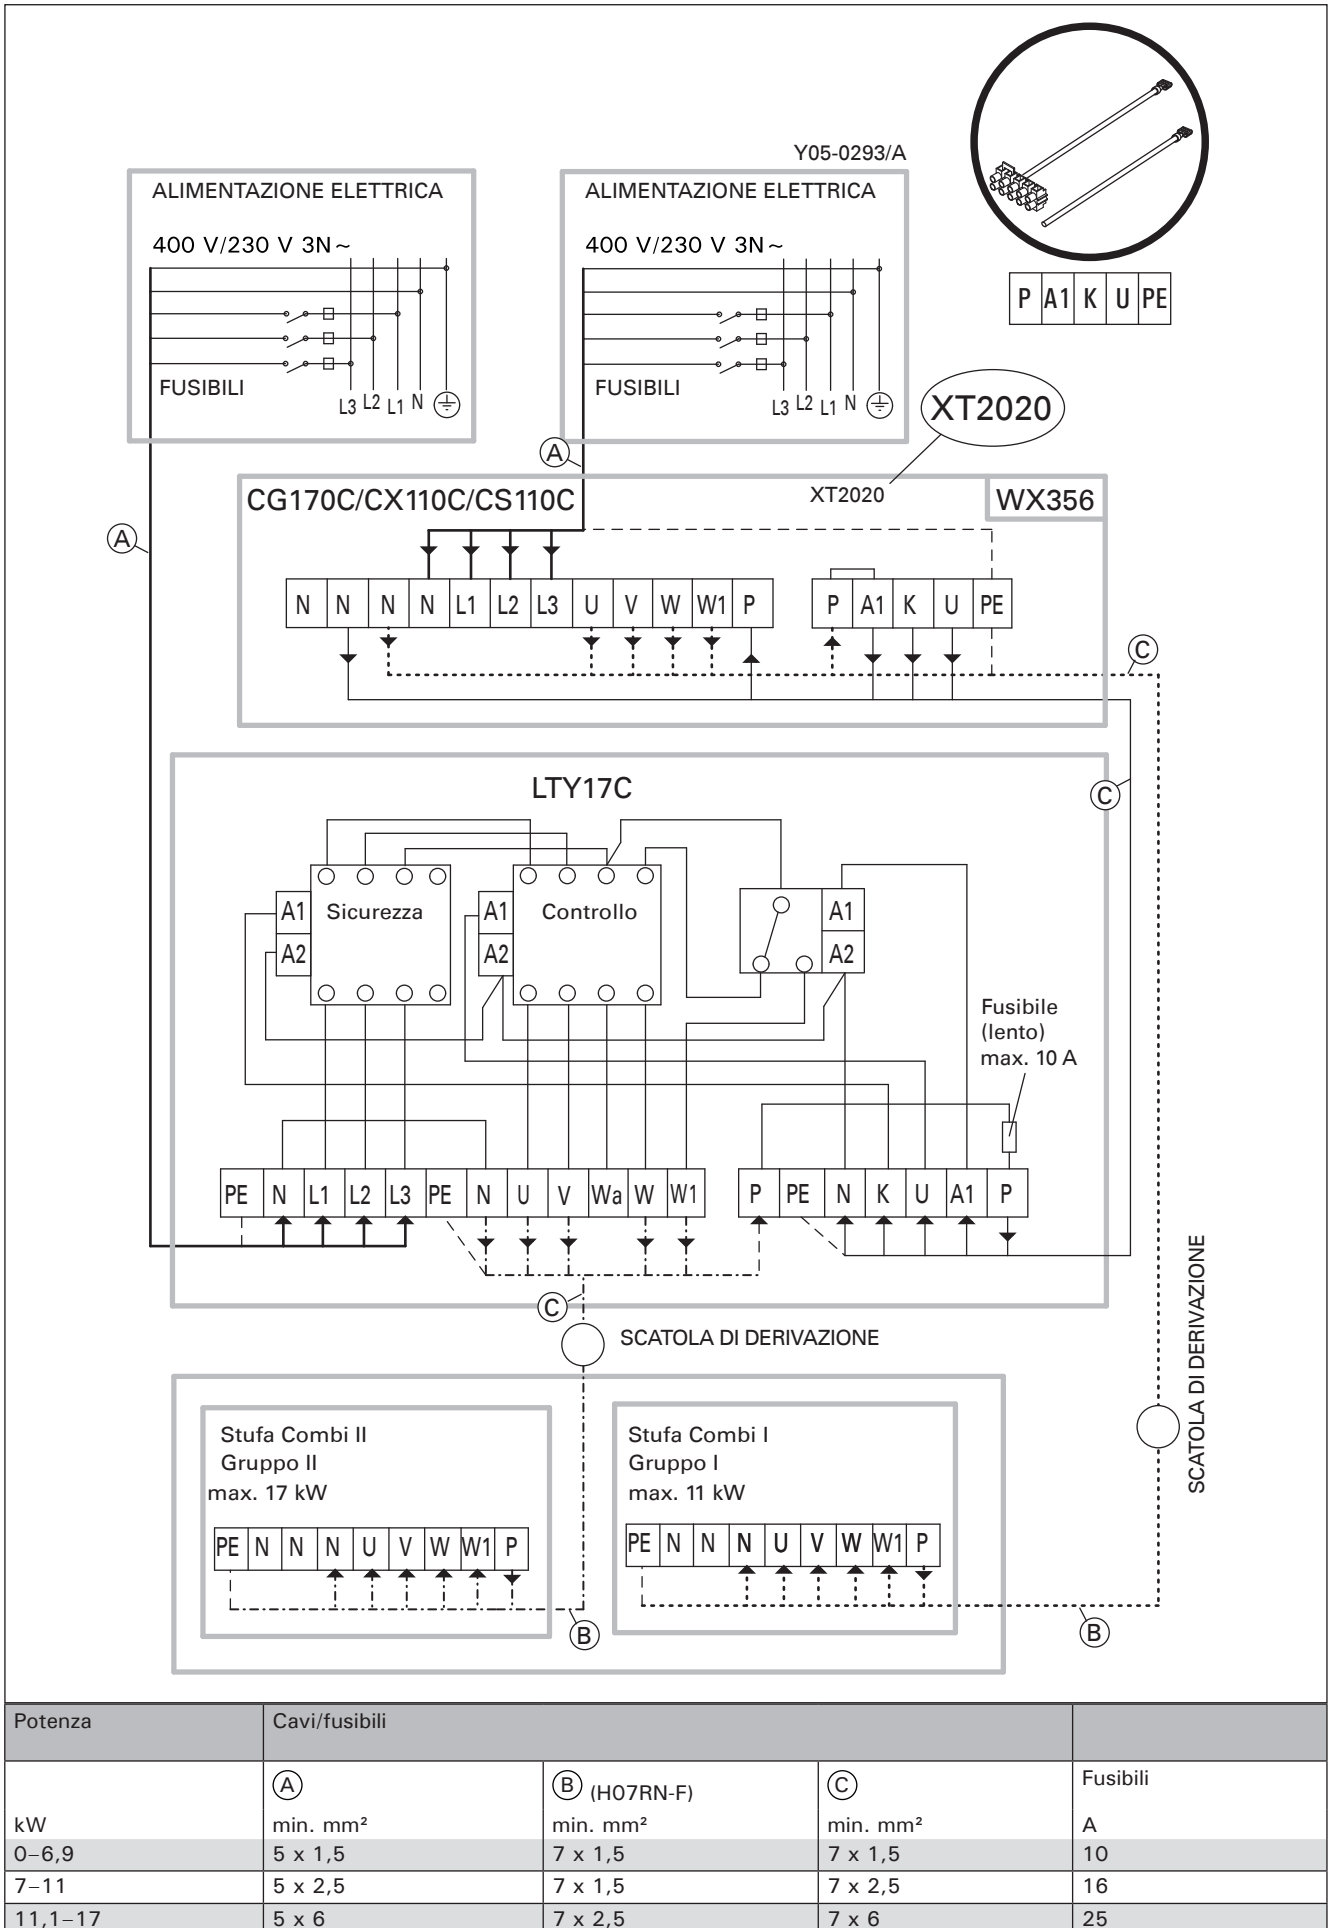 Y05-0293/A
ALIMENTAZIONE ELETTRICA
400 V/230 V 3N~
FUSIBILI
L3 L2 L1 N
ALIMENTAZIONE ELETTRICA
400 V/230 V 3N~
FUSIBILI
L3 L2 L1 N
P A1 K U PE
XT2020
A
A
CG170C/CX110C/CS110C
XT2020
WX356
N N N N L1 L2 L3 U V W W1 P
P A1 K U PE
C
LTY17C
C
A1
A2
Sicurezza
A1
A2
Controllo
A1
A2
Fusibile
(lento)
max. 10 A
PE N L1 L2 L3 PE N U V Wa W W1
P PE N K U A1 P
C
SCATOLA DI DERIVAZIONE
SCATOLA DI DERIVAZIONE
Stufa Combi II
Gruppo II
max. 17 kW
PE N N N U V W W1 P
B
Stufa Combi I
Gruppo I
max. 11 kW
PE N N N U V W W1 P
B
Potenza Cavi/fusibili
A B (H07RN-F) C Fusibili
kW min. mm² min. mm² min. mm² A
0–6,9 5 x 1,5 7 x 1,5 7 x 1,5 10
7–11 5 x 2,5 7 x 1,5 7 x 2,5 16
11,1–17 5 x 6 7 x 2,5 7 x 6 25